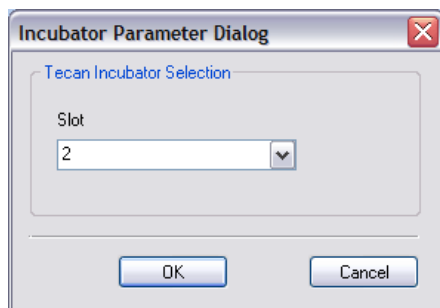 Incubator Parameter Dialog
Tecan Incubator Selection
Slot
2
OK
Cancel